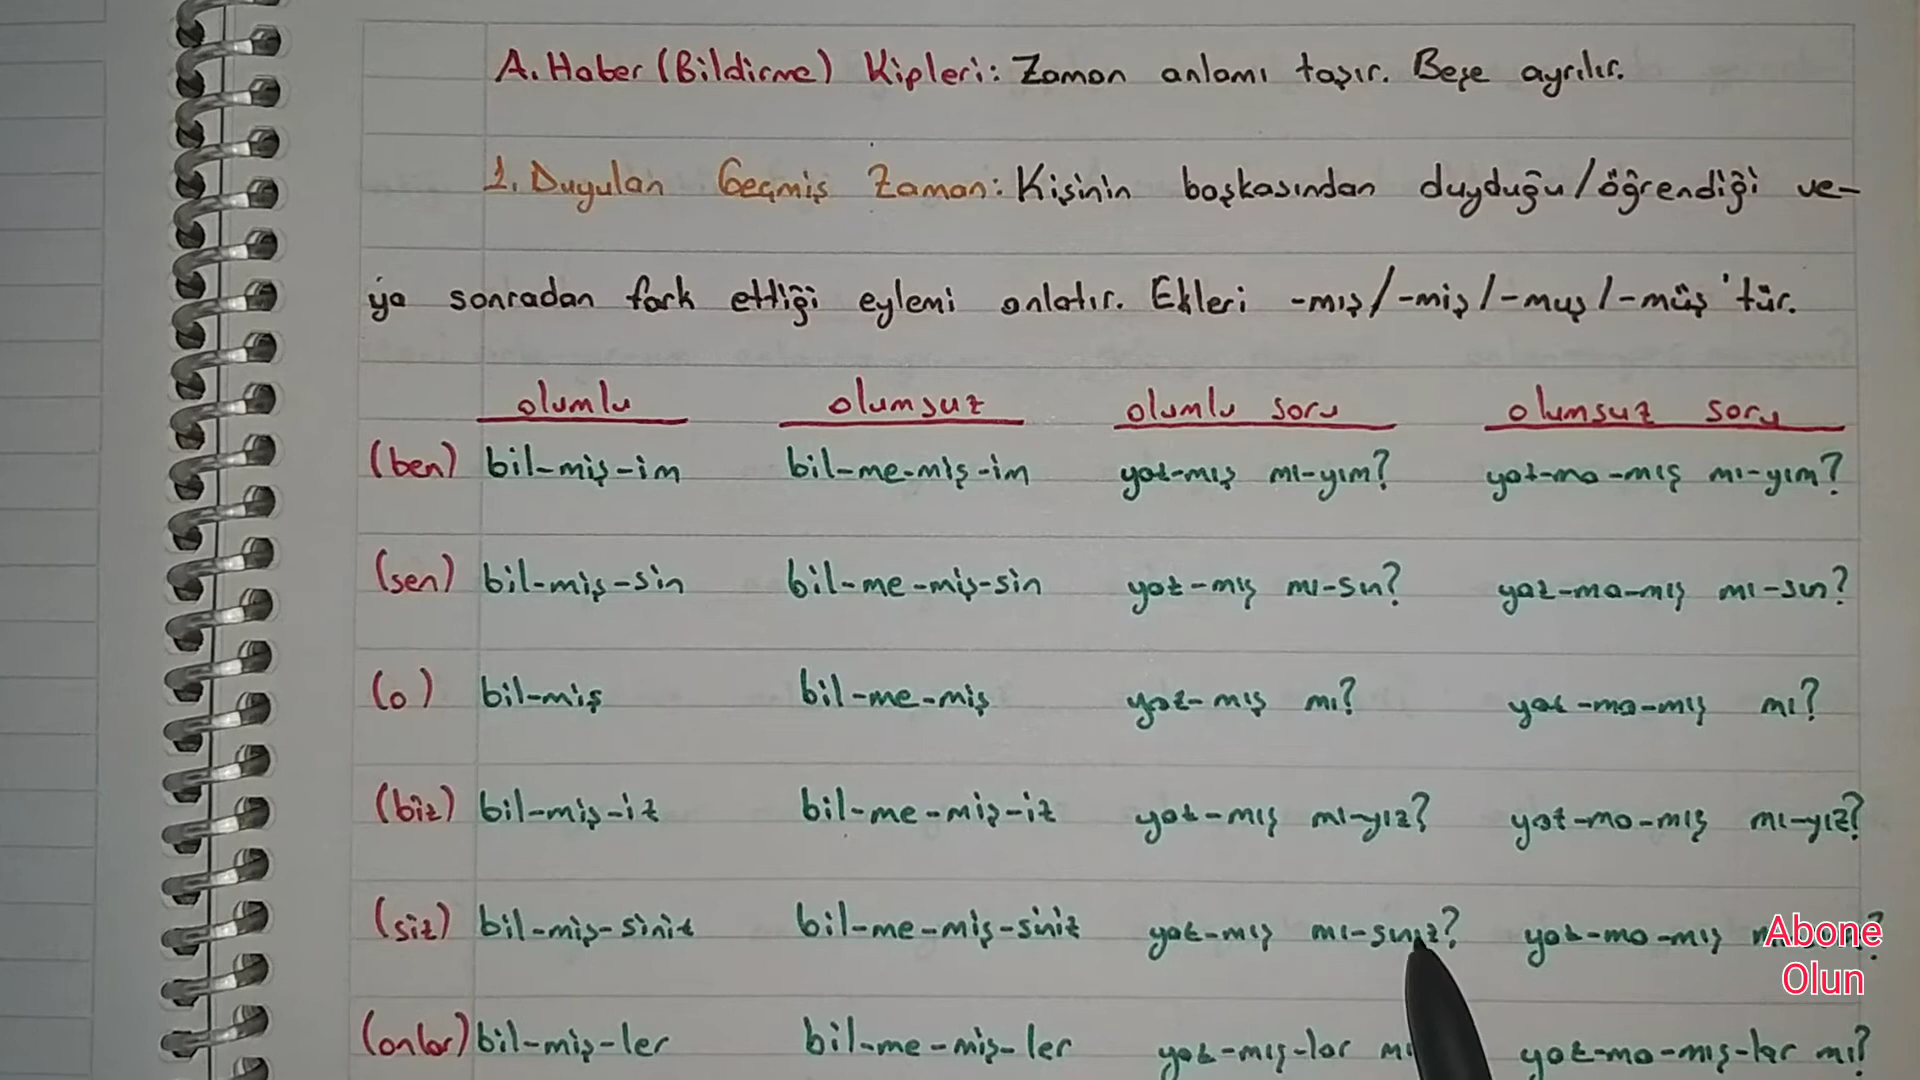 A. Haber (Bildirme) Kipleri: Zaman anlamı taşır. Beşe ayrılır.
1. Duyulan Geçmiş Zaman: Kişinin başkasından duyduğu/öğrendiği ve-
ya sonradan fark ettiği eylemi anlatır. Ekleri -mış/-miş/-muş/-müş'tür.
olumlu olumsuz olumlu soru olumsuz soru
(ben) bil-miş-im bil-me-miş-im yaz-mış mı-yım? yaz-ma-mış mı-yım?
(sen) bil-miş-sin bil-me-miş-sin yaz-mış mı-sın? yaz-ma-mış mı-sın?
(o) bil-miş bil-me-miş yaz-mış mı? yaz-ma-mış mı?
(biz) bil-miş-iz bil-me-miş-iz yaz-mış mı-yız? yaz-ma-mış mı-yız?
(siz) bil-miş-siniz bil-me-miş-siniz yaz-mış mı-sınız? yaz-ma-mış
(onlar) bil-miş-ler bil-me-miş-ler yaz-mış-lar yaz-ma-mış-lar mı?
Abone
Olun